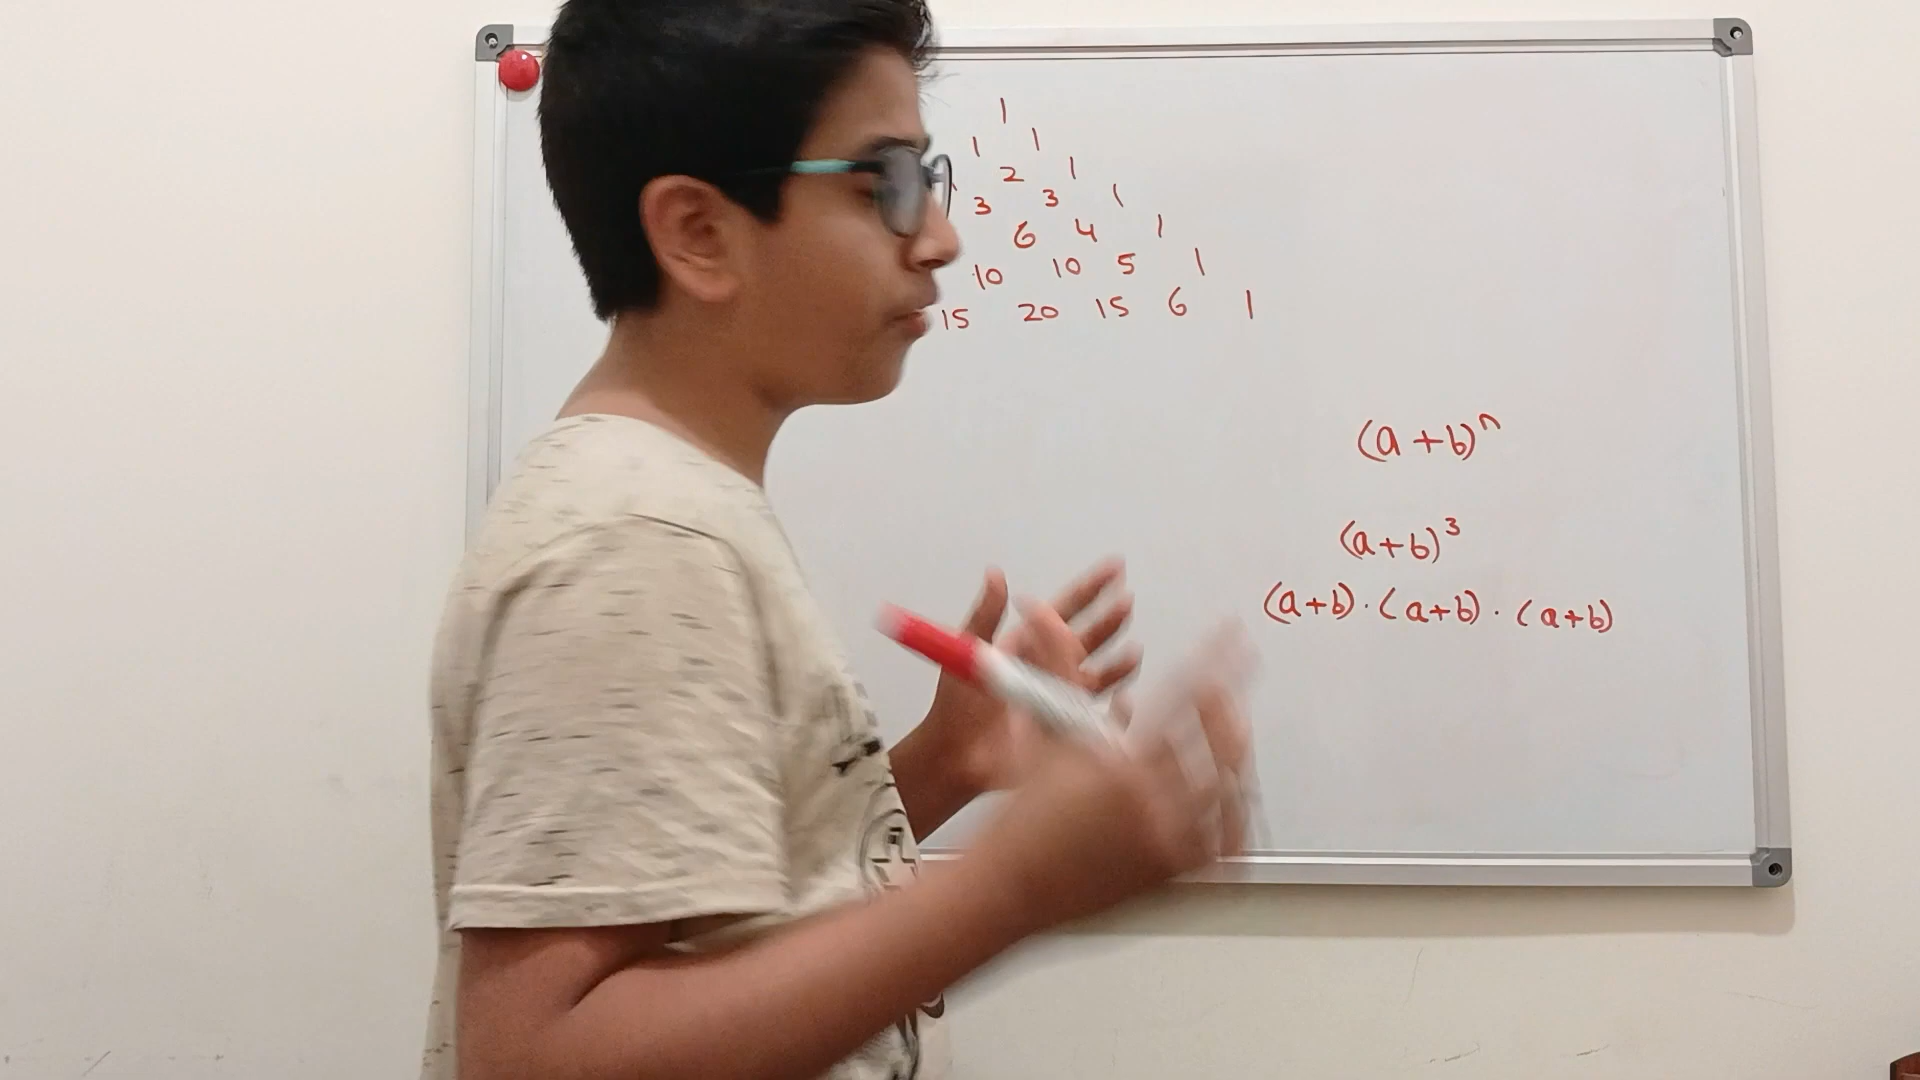 1
1 1
2 1
3 3 1
6 4 1
10 10 5 1
15 20 15 6 1
(a+b)ⁿ
(a+b)³
(a+b)·(a+b)·(a+b)